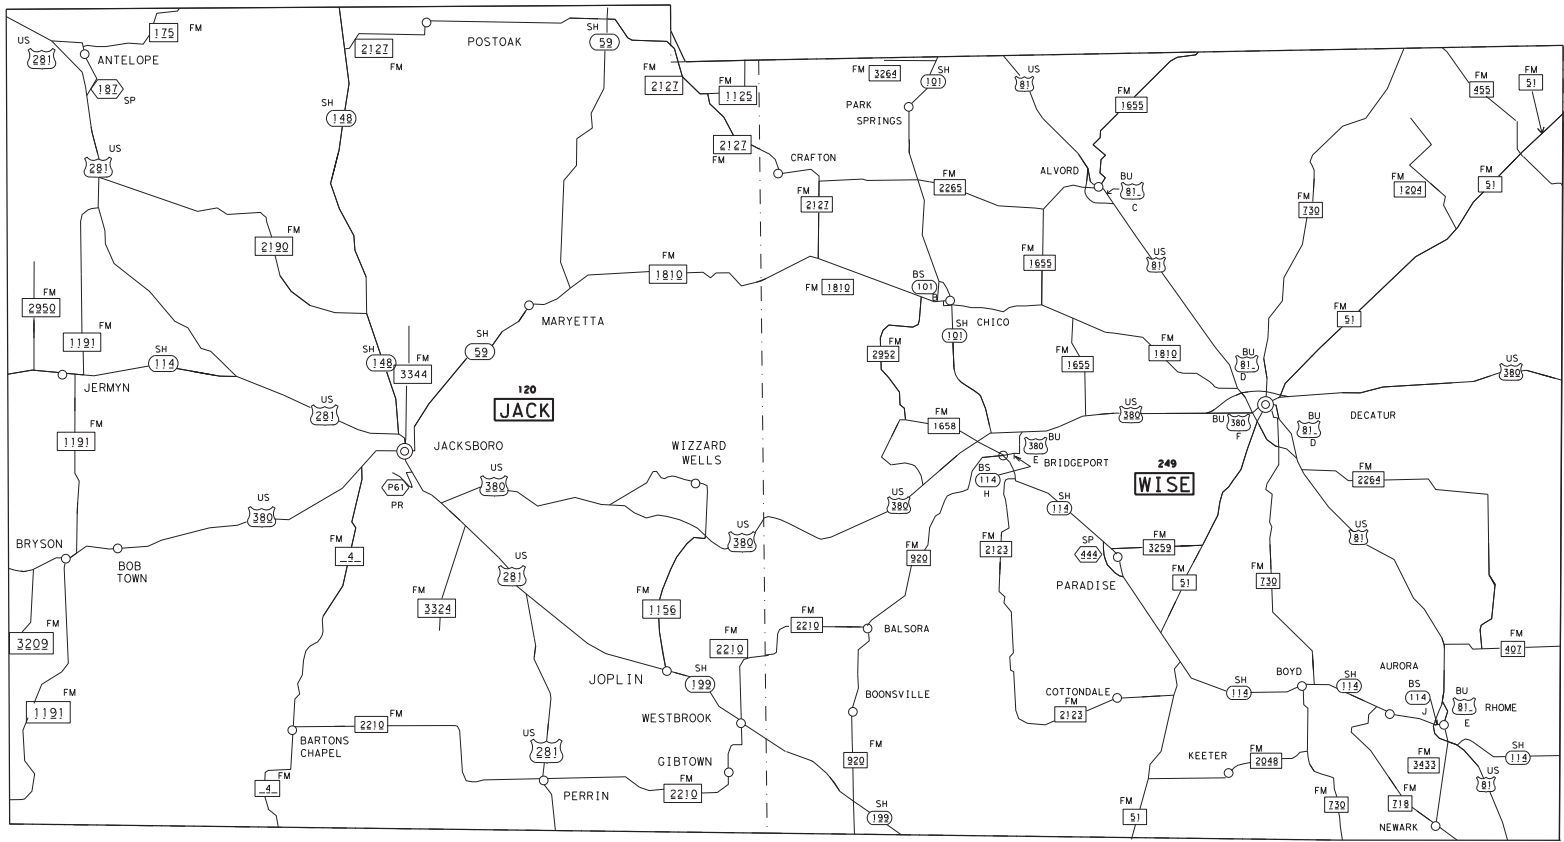 US
281
ANTELOPE
175
FM
187
SP
US
281
2127
FM
POSTOAK
SH
59
SH
148
FM
2127
FM
1125
2127
FM
CRAFTON
FM
2127
FM
3264
SH
101
PARK
SPRINGS
US
81
FM
1655
ALVORD
BU
81
C
FM
2265
FM
455
FM
51
FM
51
FM
1204
FM
730
US
81
FM
1655
FM
2190
FM
1810
FM
1810
BS
101
B
CHICO
SH
101
FM
2950
FM
1191
SH
114
JERMYN
FM
1191
SH
148
FM
3344
SH
59
MARYETTA
120
JACK
US
281
JACKSBORO
P61
PR
US
380
WIZZARD
WELLS
US
380
FM
2952
FM
1655
FM
1810
FM
51
BU
81
D
US
380
US
380
FM
1658
BU
380
F
BU
81
D
DECATUR
BU
380
E
BRIDGEPORT
BS
114
H
249
WISE
SH
114
FM
2264
US
380
US
380
BRYSON
BOB
TOWN
FM
4
FM
3324
US
281
FM
1156
FM
920
FM
2123
SP
444
PARADISE
FM
3259
FM
51
FM
730
US
81
FM
3209
FM
1191
FM
2210
FM
2210
BALSORA
JOPLIN
SH
199
WESTBROOK
BOONSVILLE
COTTONDALE
FM
2123
SH
114
BOYD
SH
114
AURORA
BS
114
J
BU
81
E
RHOME
FM
407
BARTONS
CHAPEL
2210
FM
US
281
GIBTOWN
FM
2210
PERRIN
FM
4
FM
920
SH
199
KEETER
FM
2048
FM
51
FM
730
FM
718
NEWARK
FM
3433
US
81
SH
114